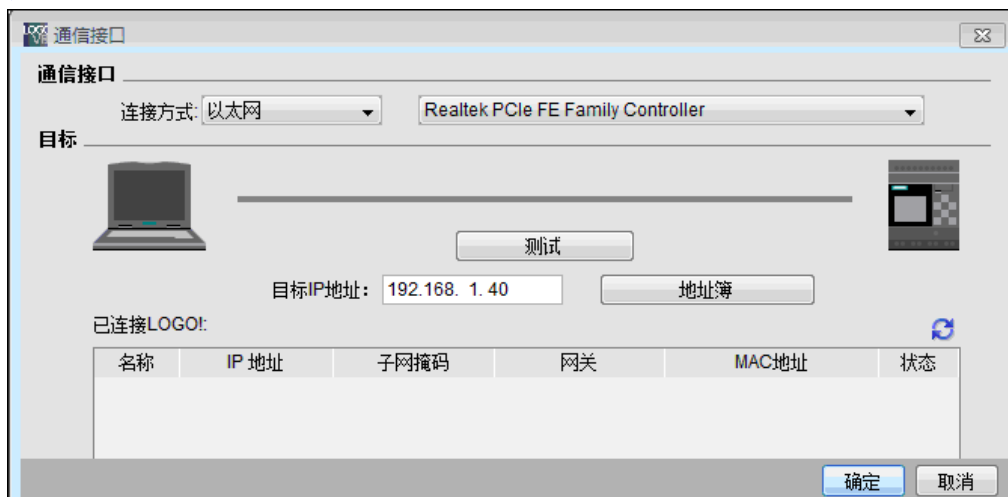 通信接口
通信接口
连接方式: 以太网 Realtek PCIe FE Family Controller
目标
测试
目标IP地址: 192.168. 1. 40 地址簿
已连接LOGO!:
名称 IP 地址 子网掩码 网关 MAC地址 状态
确定 取消